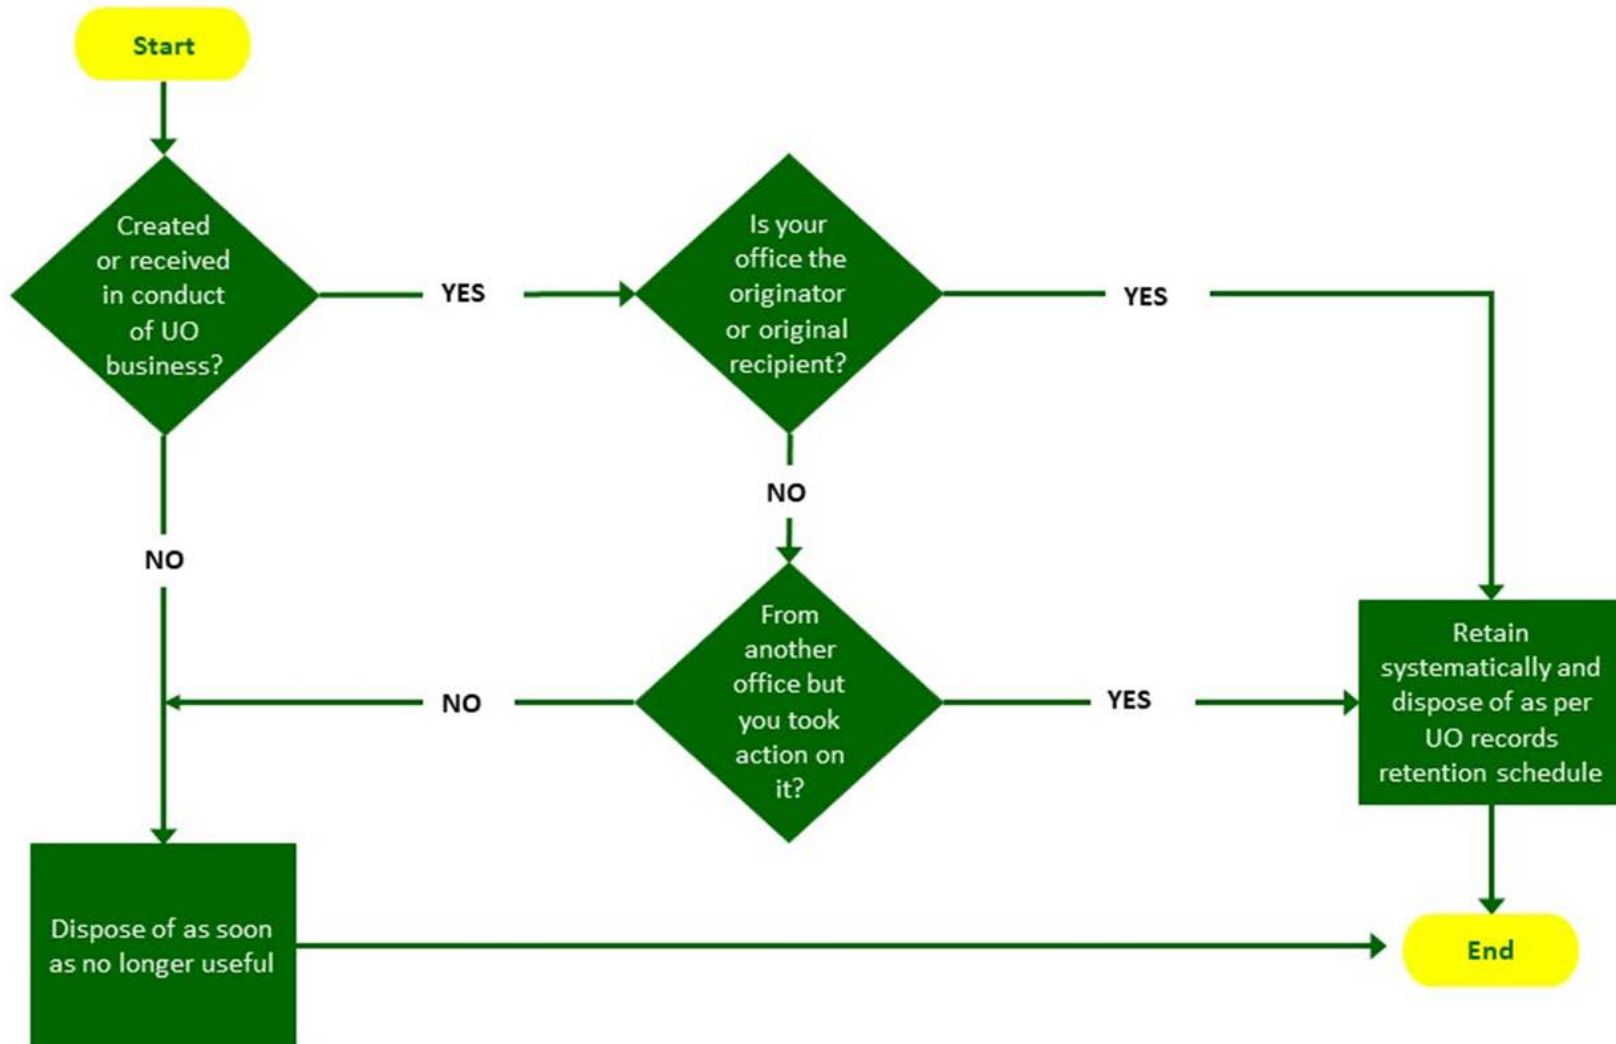 Start
Created
or received
in conduct
of UO
business?
YES
Is your
office the
originator
or original
recipient?
YES
NO
NO
From
another
office but
you took
action on
it?
NO
YES
Retain
systematically and
dispose of as per
UO records
retention schedule
Dispose of as soon
as no longer useful
End